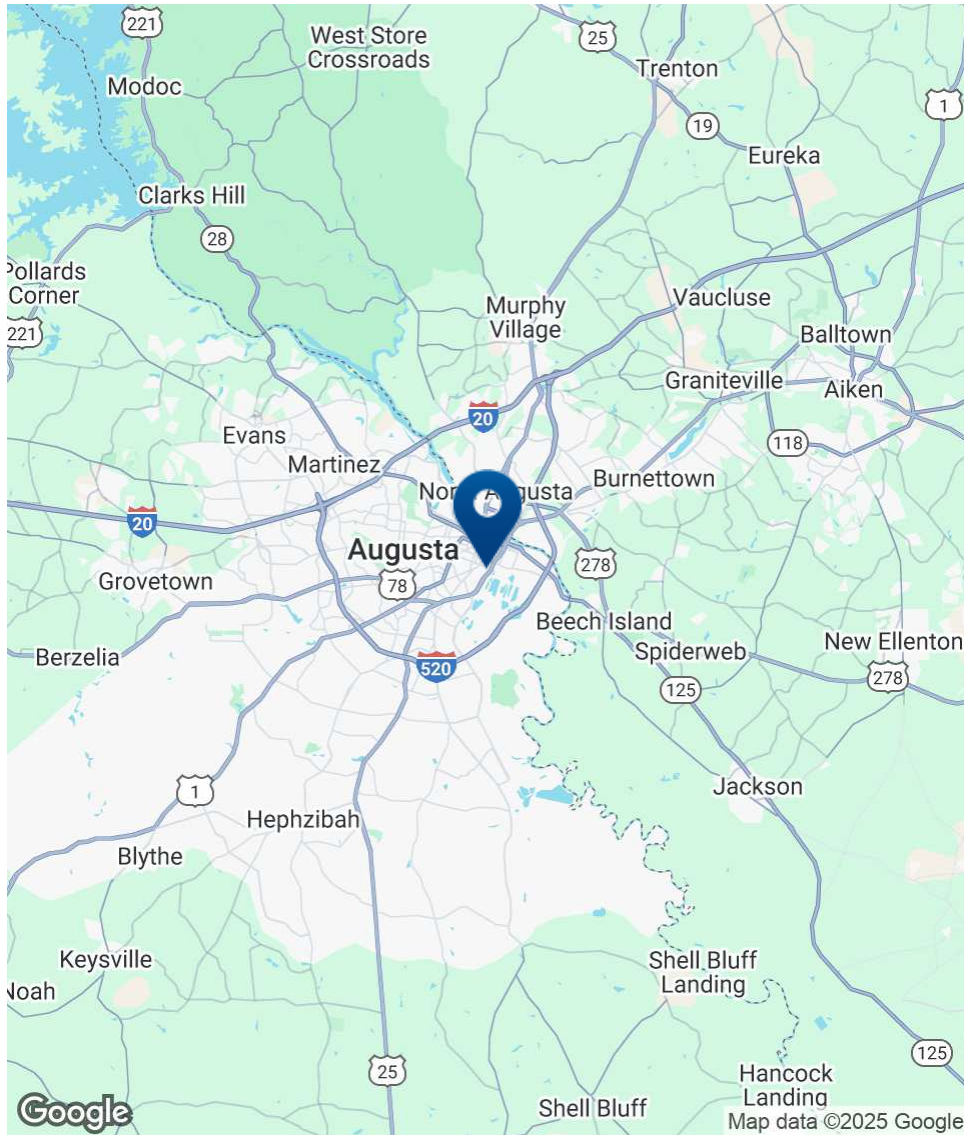 221
West Store
Crossroads
25
Trenton
Modoc
1
19
Eureka
Clarks Hill
28
Pollards
Corner
221
Murphy
Village
Vaucluse
Balltown
Graniteville
Aiken
20
Evans
118
Martinez
Burnettown
North Augusta
20
Augusta
78
278
Grovetown
Beech Island
Berzelia
520
Spiderweb
New Ellenton
278
125
1
Jackson
Hephzibah
Blythe
Keysville
Noah
Shell Bluff
Landing
25
125
Hancock
Landing
Shell Bluff
Google
Map data ©2025 Google